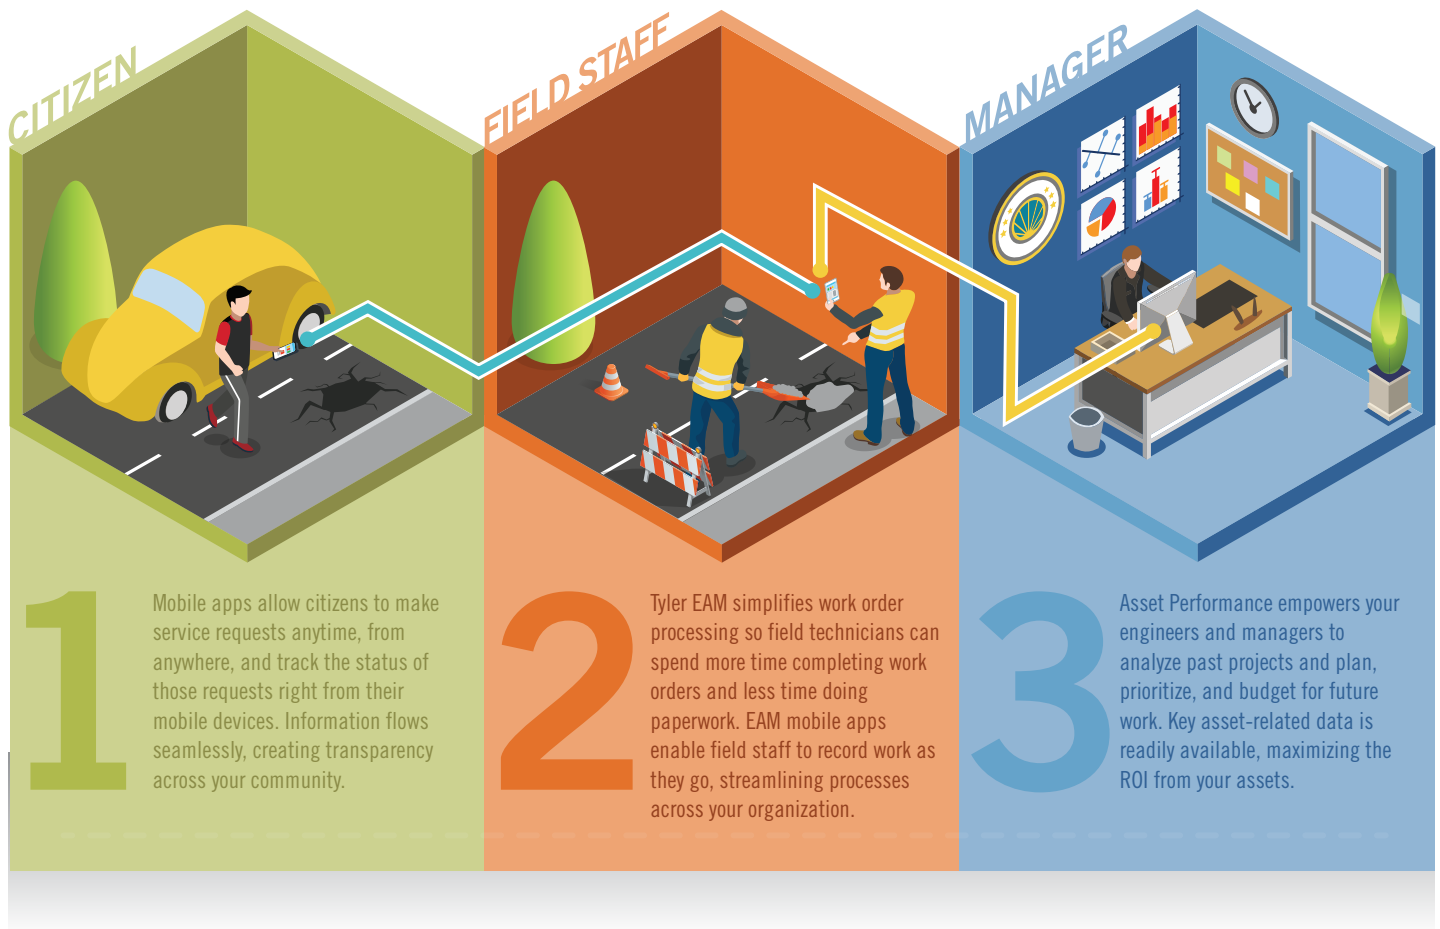 CITIZEN
FIELD STAFF
MANAGER
1
Mobile apps allow citizens to make
service requests anytime, from
anywhere, and track the status of
those requests right from their
mobile devices. Information flows
seamlessly, creating transparency
across your community.
2
Tyler EAM simplifies work order
processing so field technicians can
spend more time completing work
orders and less time doing
paperwork. EAM mobile apps
enable field staff to record work as
they go, streamlining processes
across your organization.
3
Asset Performance empowers your
engineers and managers to
analyze past projects and plan,
prioritize, and budget for future
work. Key asset-related data is
readily available, maximizing the
ROI from your assets.